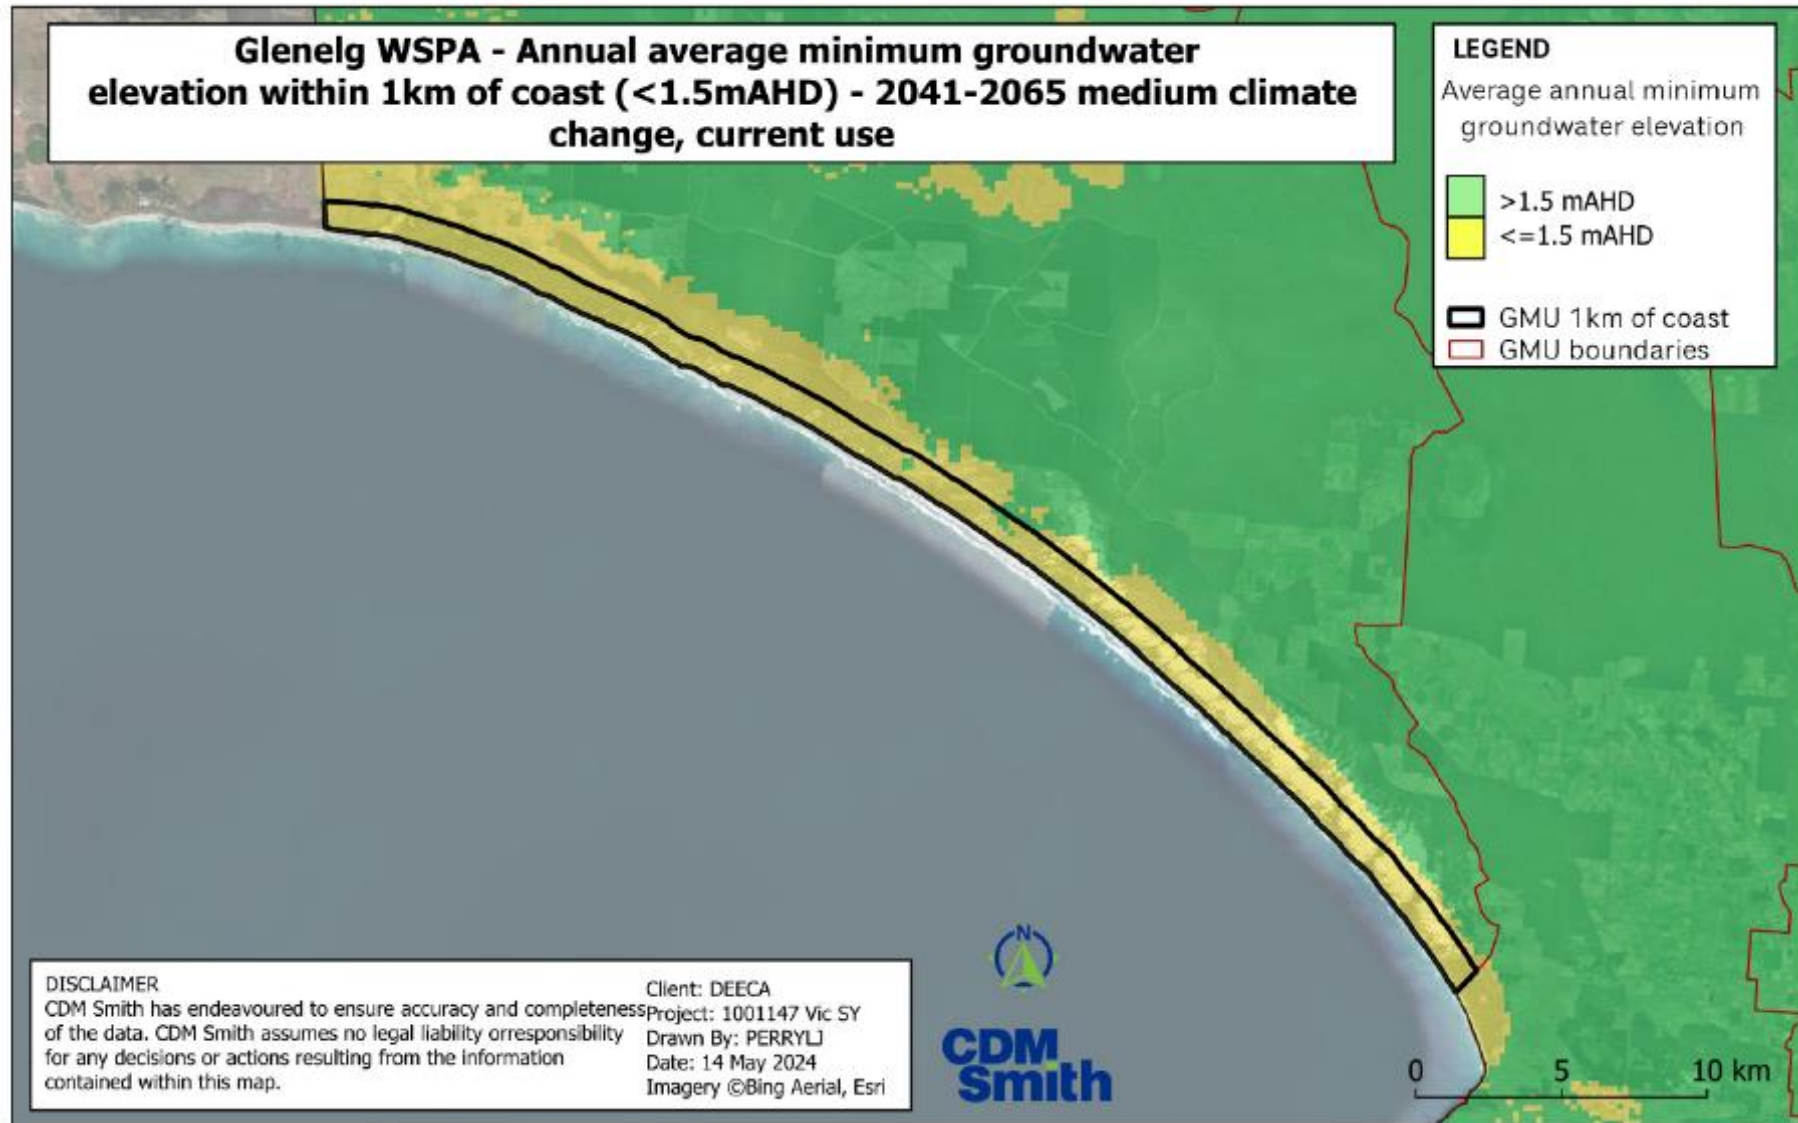 Glenelg WSPA - Annual average minimum groundwater
elevation within 1km of coast (<1.5mAHD) - 2041-2065 medium climate
change, current use
LEGEND
Average annual minimum
groundwater elevation
>1.5 mAHD
<=1.5 mAHD
GMU 1km of coast
GMU boundaries
DISCLAIMER
CDM Smith has endeavoured to ensure accuracy and completeness
of the data. CDM Smith assumes no legal liability orresponsibility
for any decisions or actions resulting from the information
contained within this map.
Client: DEECA
Project: 1001147 Vic SY
Drawn By: PERRYLJ
Date: 14 May 2024
Imagery ©Bing Aerial, Esri
N
CDM
Smith
0 5 10 km